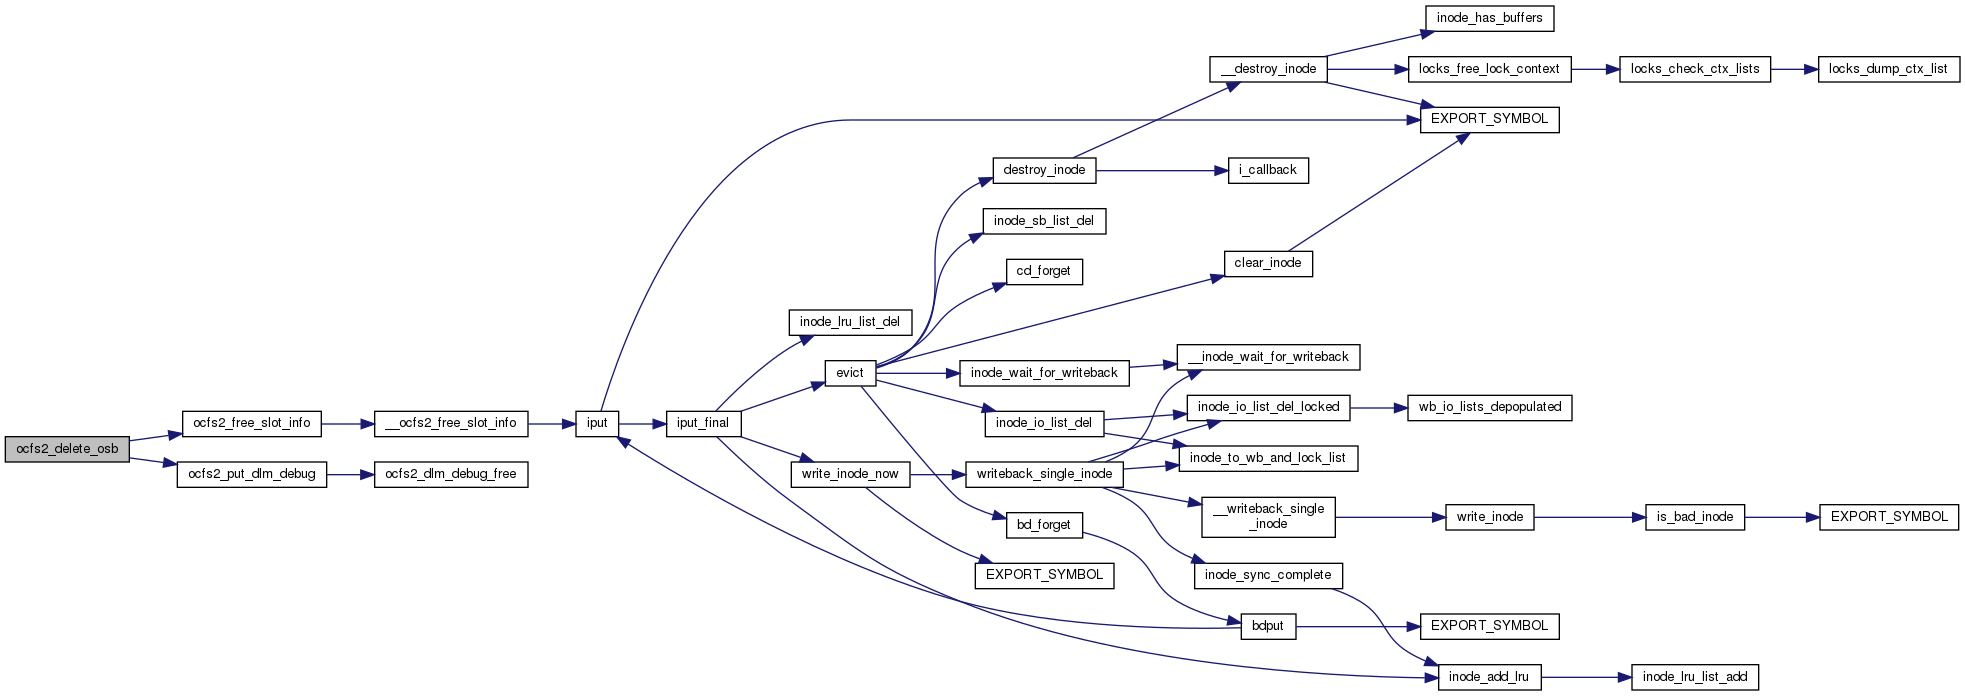 inode_has_buffers
__destroy_inode
locks_free_lock_context
locks_check_ctx_lists
locks_dump_ctx_list
EXPORT_SYMBOL
destroy_inode
i_callback
inode_sb_list_del
clear_inode
cd_forget
inode_lru_list_del
__inode_wait_for_writeback
evict
inode_wait_for_writeback
inode_io_list_del_locked
wb_io_lists_depopulated
ocfs2_free_slot_info
__ocfs2_free_slot_info
iput
iput_final
inode_io_list_del
ocfs2_delete_osb
inode_to_wb_and_lock_list
ocfs2_put_dlm_debug
ocfs2_dlm_debug_free
write_inode_now
writeback_single_inode
__writeback_single
_inode
write_inode
is_bad_inode
EXPORT_SYMBOL
bd_forget
EXPORT_SYMBOL
inode_sync_complete
bdput
EXPORT_SYMBOL
inode_add_lru
inode_lru_list_add